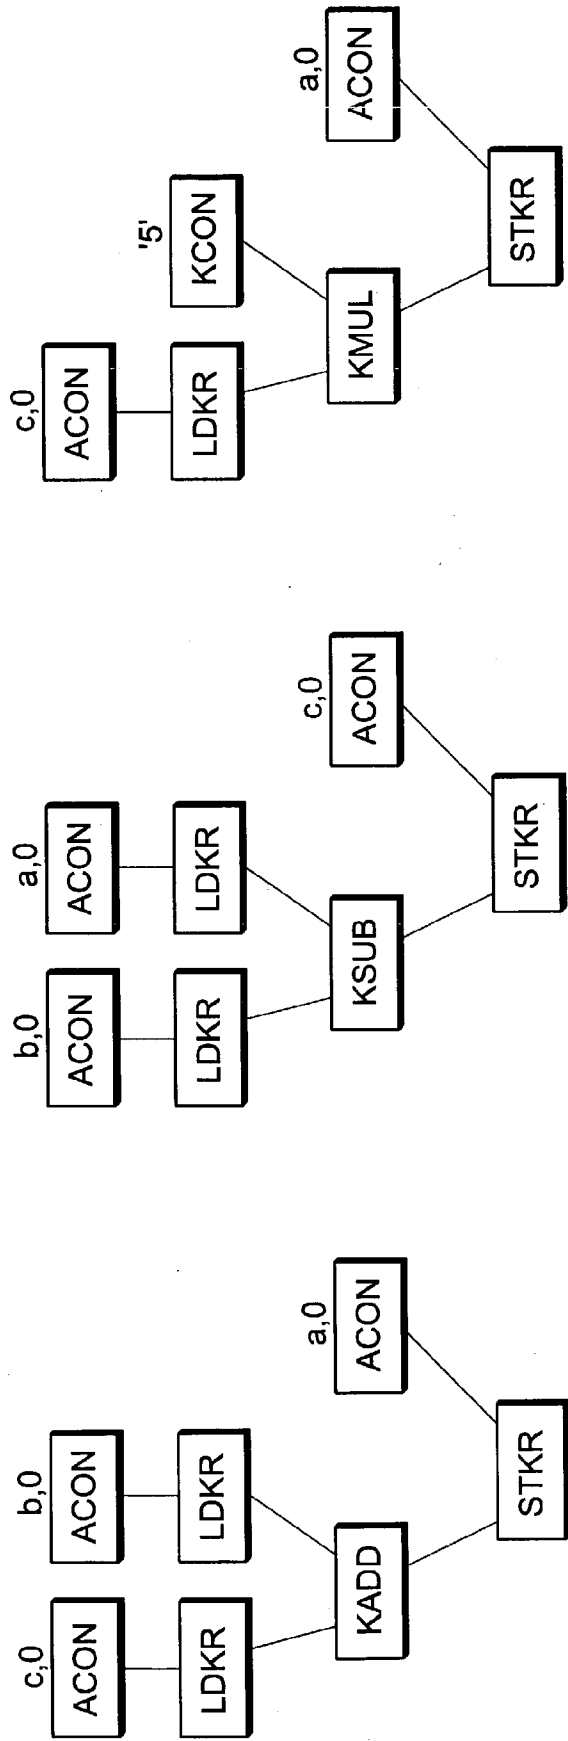 c,0
b,0
ACON
ACON
LDKR
LDKR
a,0
KADD
ACON
STKR
b,0
a,0
ACON
ACON
LDKR
LDKR
c,0
KSUB
ACON
STKR
c,0
ACON
'5'
LDKR
KCON
a,0
KMUL
ACON
STKR